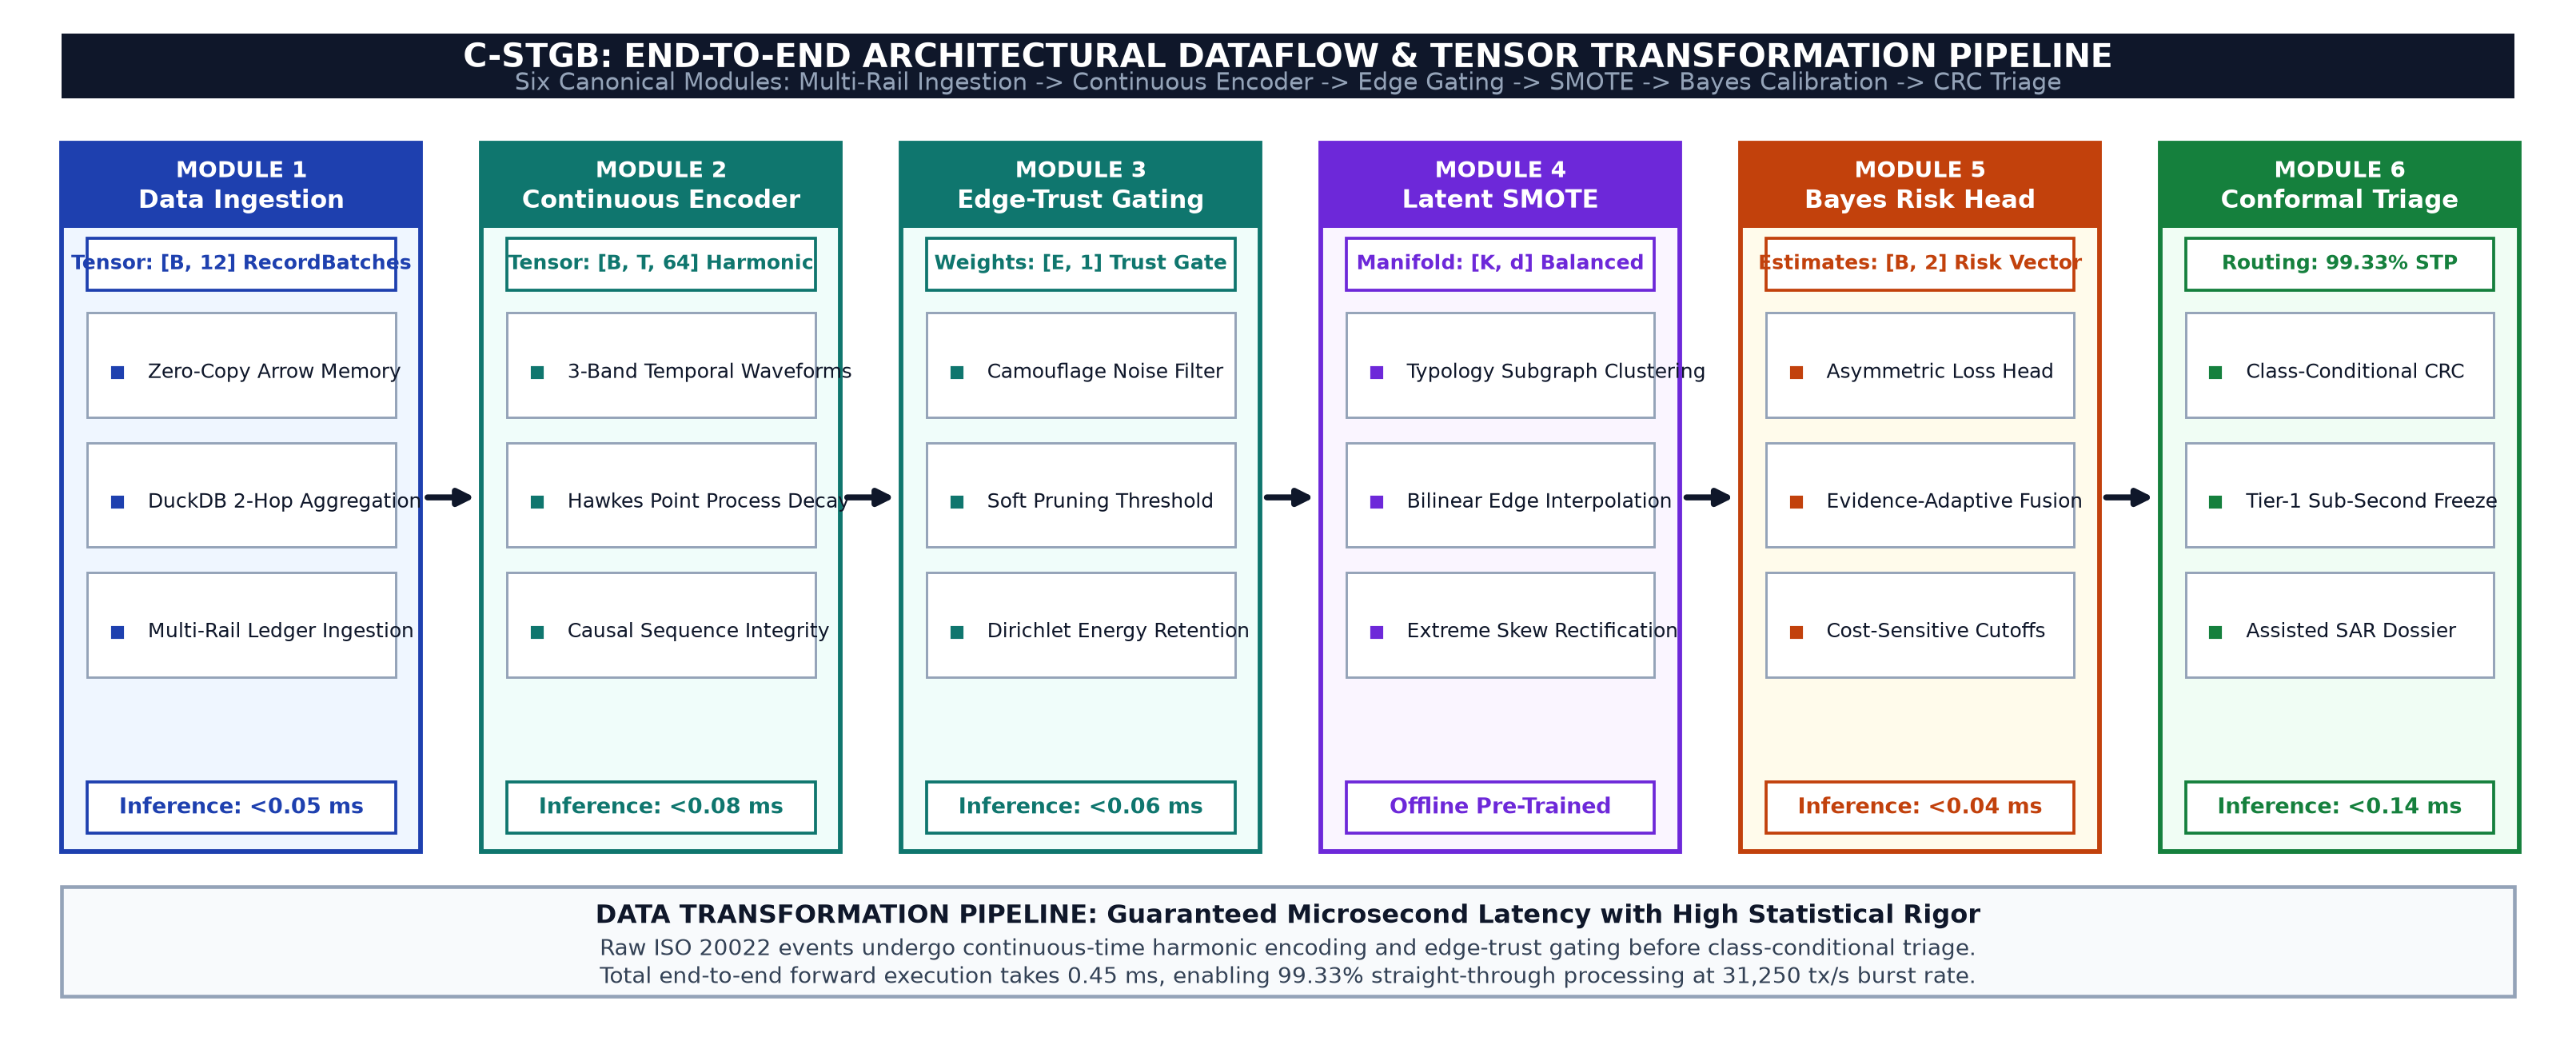 C-STGB: END-TO-END ARCHITECTURAL DATAFLOW & TENSOR TRANSFORMATION PIPELINE
Six Canonical Modules: Multi-Rail Ingestion -> Continuous Encoder -> Edge Gating -> SMOTE -> Bayes Calibration -> CRC Triage
MODULE 1
Data Ingestion
Tensor: [B, 12] RecordBatches
Zero-Copy Arrow Memory
DuckDB 2-Hop Aggregation
Multi-Rail Ledger Ingestion
Inference: <0.05 ms
MODULE 2
Continuous Encoder
Tensor: [B, T, 64] Harmonic
3-Band Temporal Waveforms
Hawkes Point Process Decay
Causal Sequence Integrity
Inference: <0.08 ms
MODULE 3
Edge-Trust Gating
Weights: [E, 1] Trust Gate
Camouflage Noise Filter
Soft Pruning Threshold
Dirichlet Energy Retention
Inference: <0.06 ms
MODULE 4
Latent SMOTE
Manifold: [K, d] Balanced
Typology Subgraph Clustering
Bilinear Edge Interpolation
Extreme Skew Rectification
Offline Pre-Trained
MODULE 5
Bayes Risk Head
Estimates: [B, 2] Risk Vector
Asymmetric Loss Head
Evidence-Adaptive Fusion
Cost-Sensitive Cutoffs
Inference: <0.04 ms
MODULE 6
Conformal Triage
Routing: 99.33% STP
Class-Conditional CRC
Tier-1 Sub-Second Freeze
Assisted SAR Dossier
Inference: <0.14 ms
DATA TRANSFORMATION PIPELINE: Guaranteed Microsecond Latency with High Statistical Rigor
Raw ISO 20022 events undergo continuous-time harmonic encoding and edge-trust gating before class-conditional triage.
Total end-to-end forward execution takes 0.45 ms, enabling 99.33% straight-through processing at 31,250 tx/s burst rate.